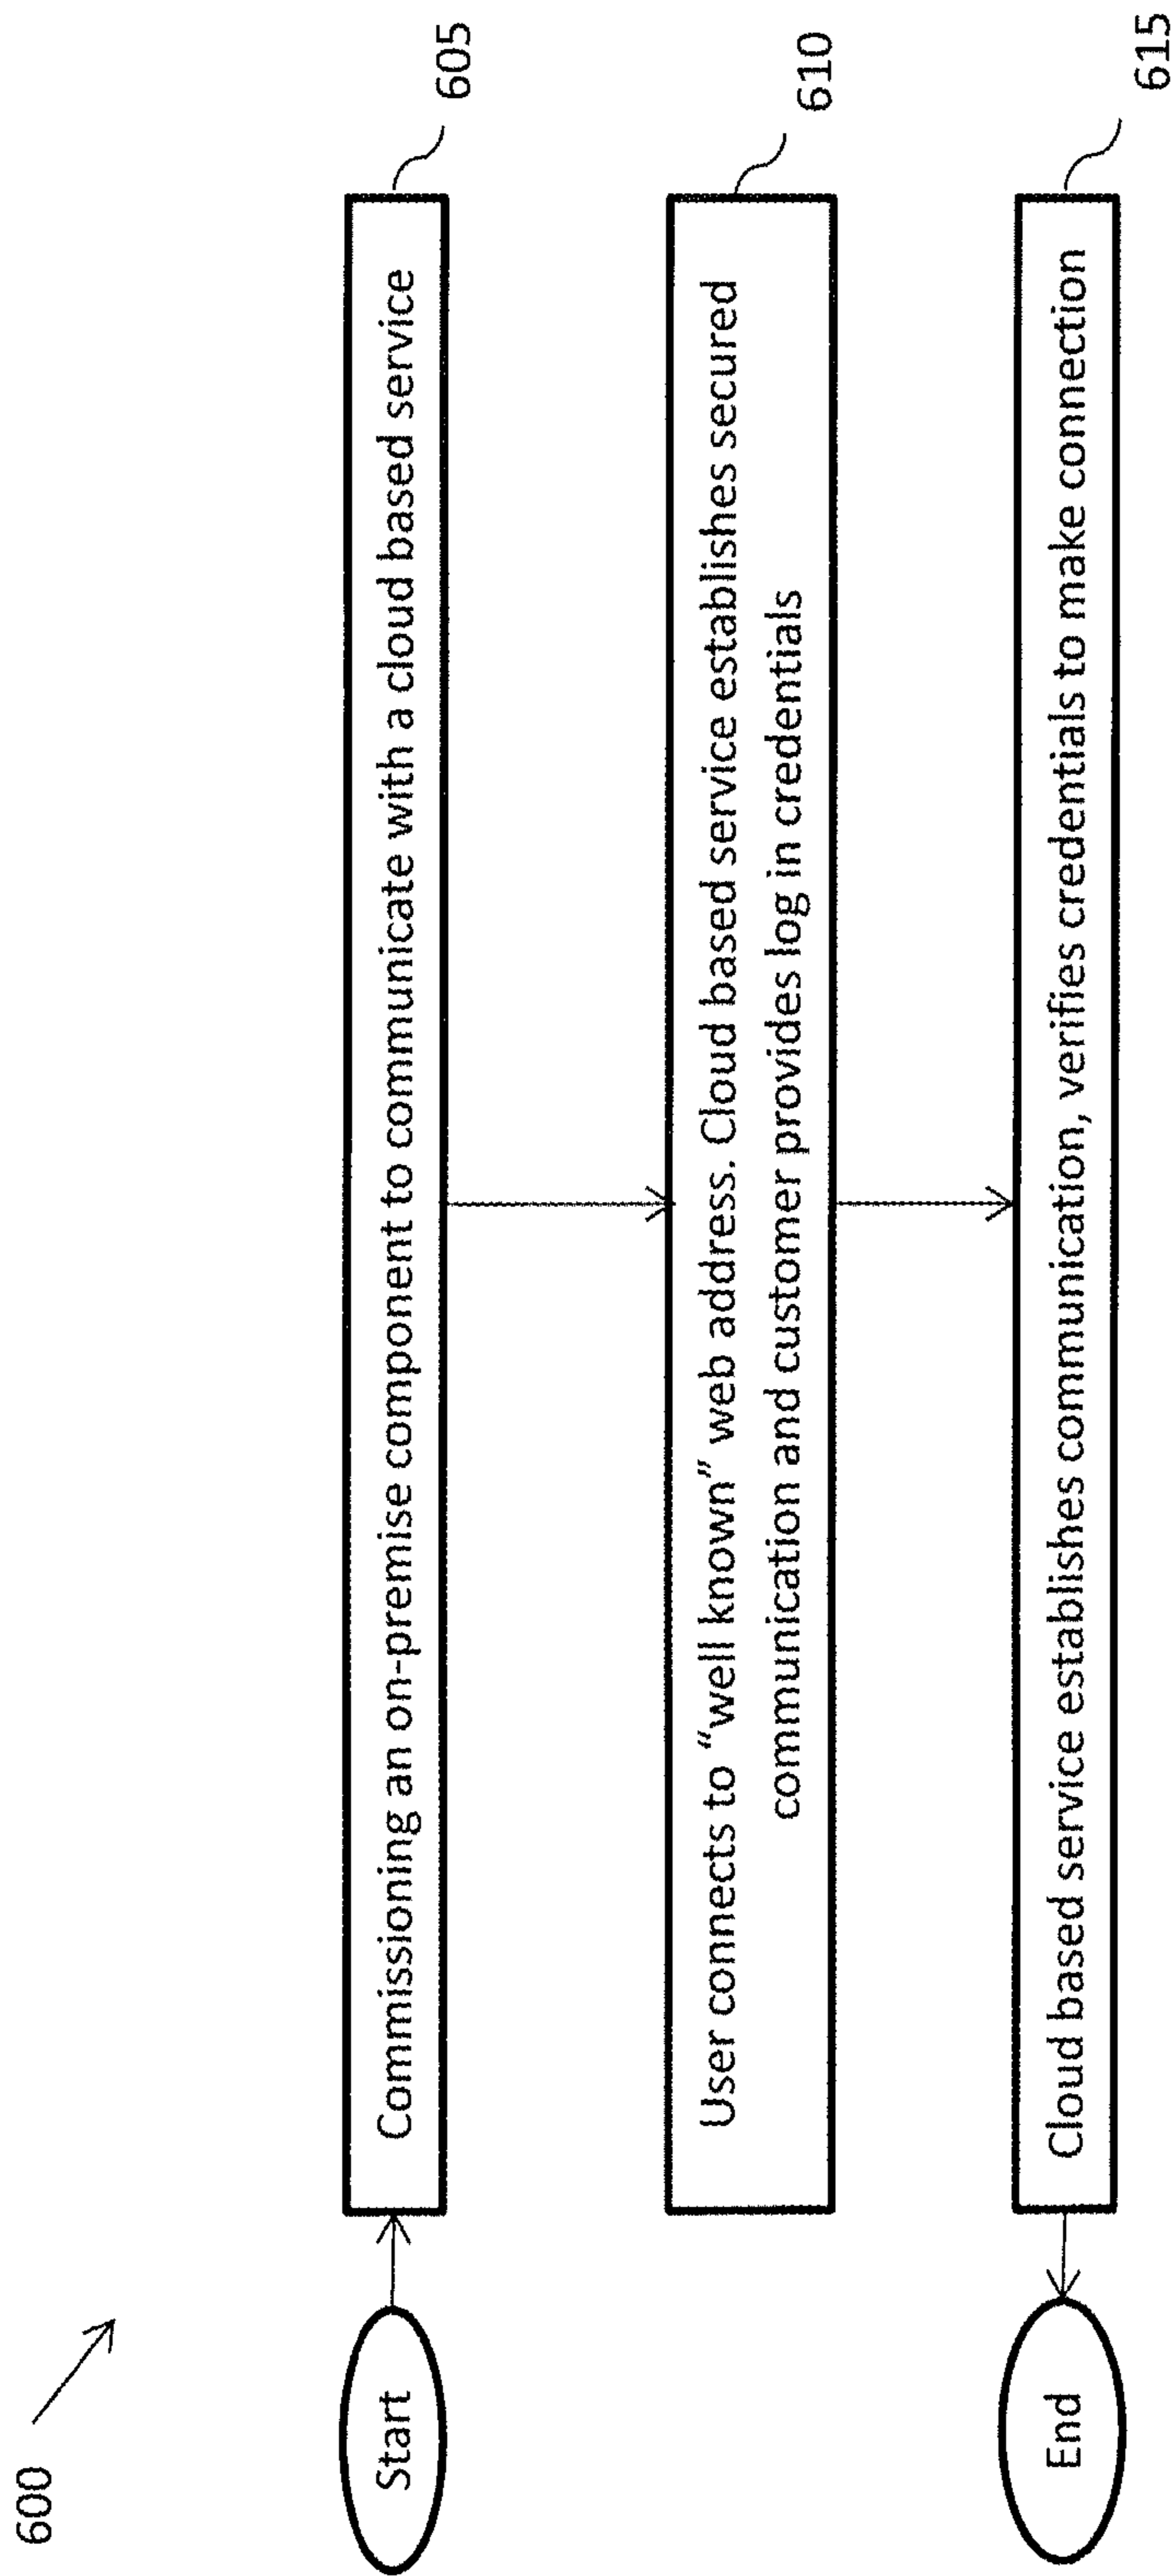 600
Start
Commissioning an on-premise component to communicate with a cloud based service
605
User connects to “well known” web address. Cloud based service establishes secured
communication and customer provides log in credentials
610
Cloud based service establishes communication, verifies credentials to make connection
615
End